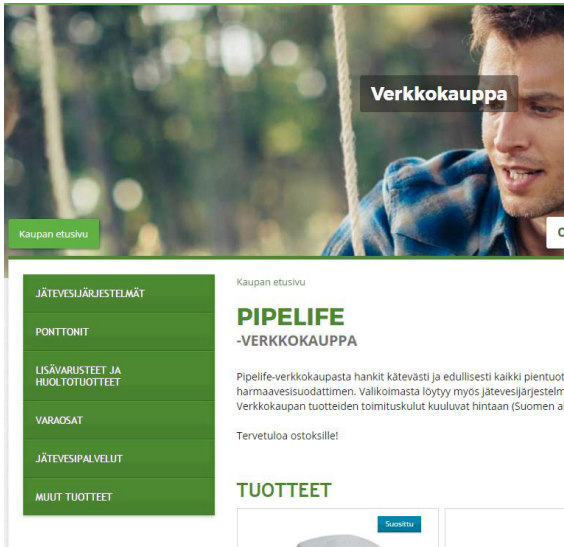 Verkkokauppa
Kaupan etusivu
JÄTEVESIJÄRJESTELMÄT
PONTTONIT
LISÄVARUSTEET JA
HUOLTOTUOTTEET
VARAOSAT
JÄTEVESIPALVELUT
MUUT TUOTTEET
Kaupan etusivu
PIPELIFE
-VERKKOKAUPPA
Pipelife-verkkokaupasta hankit kätevästi ja edullisesti kaikki pientuot
harmaavesisuodattimen. Valikoimasta löytyy myös jätevesijärjestelm
Verkkokaupan tuotteiden toimituskulut kuuluvat hintaan (Suomen a
Tervetuloa ostoksille!
TUOTTEET
Suosittu